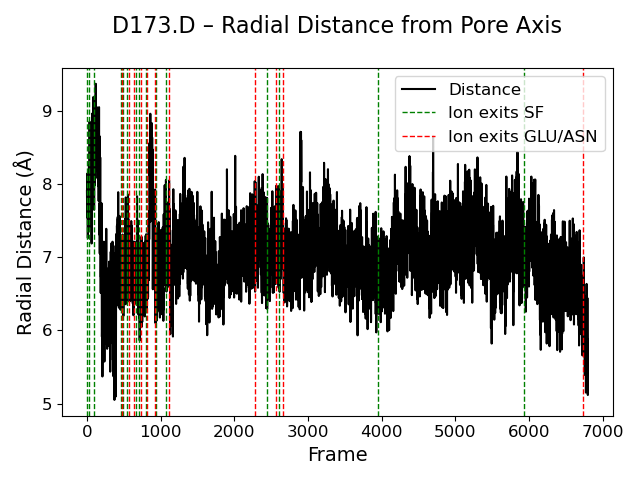 D173.D – Radial Distance from Pore Axis
Distance
Ion exits SF
Ion exits GLU/ASN
Radial Distance (Å)
9
8
7
6
5
0
1000
2000
3000
4000
5000
6000
7000
Frame